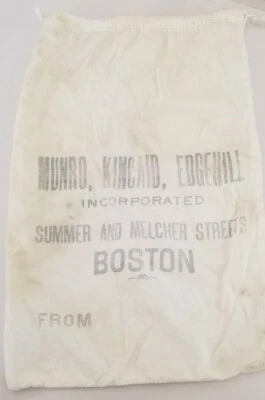 MUNRO, KINCAID, EDGEHILL
INCORPORATED
SUMMER AND MELCHER STREETS
BOSTON
FROM